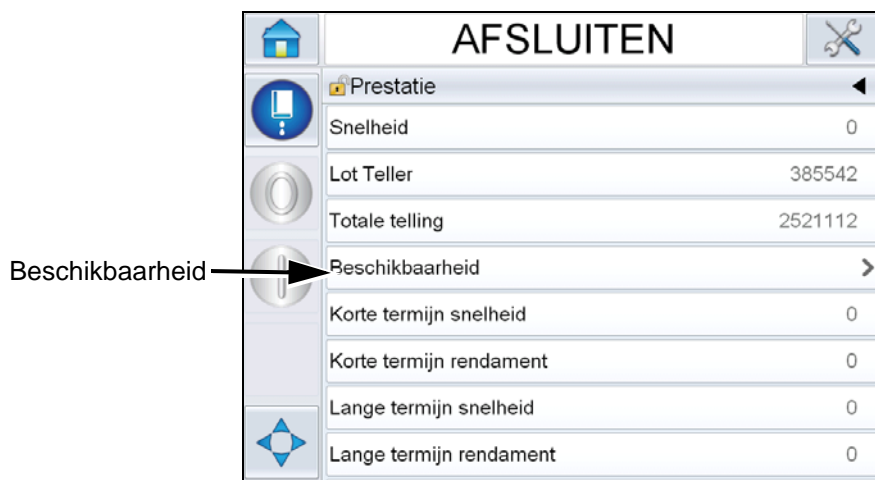 AFSLUITEN
Prestatie
Snelheid 0
Lot Teller 385542
Totale telling 2521112
Beschikbaarheid
Beschikbaarheid
Korte termijn snelheid 0
Korte termijn rendament 0
Lange termijn snelheid 0
Lange termijn rendament 0